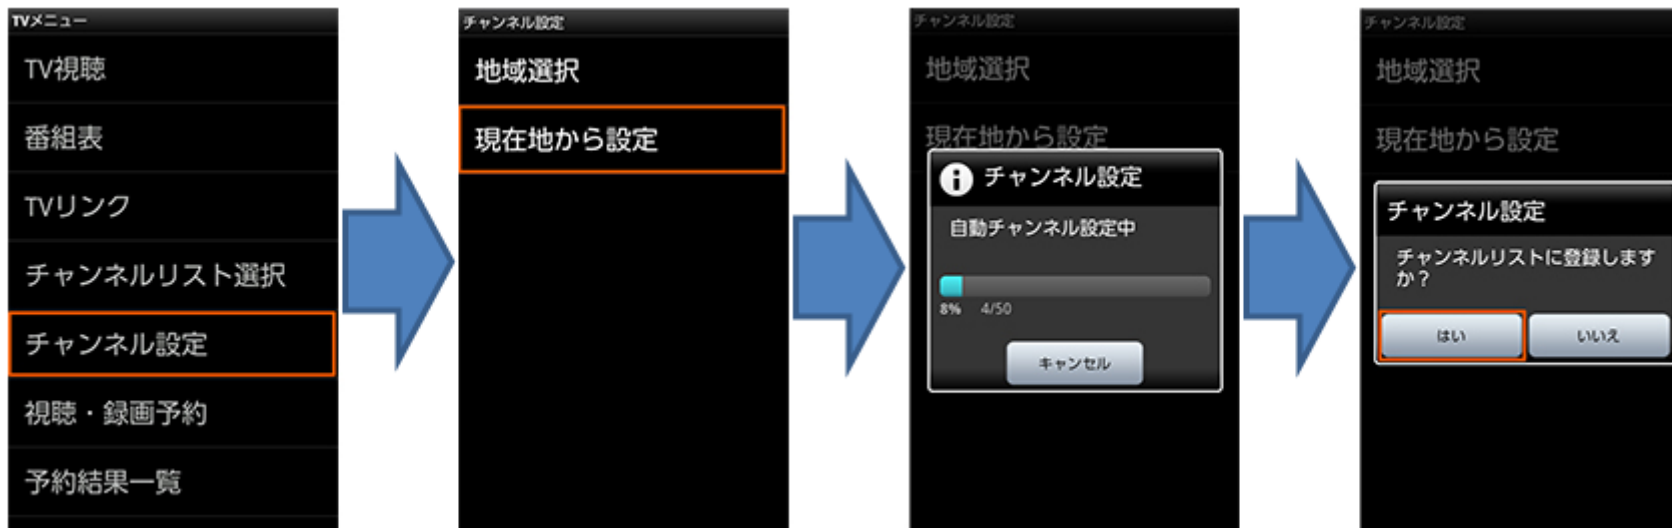 TVメニュー
TV視聴
番組表
TVリンク
チャンネルリスト選択
チャンネル設定
視聴・録画予約
予約結果一覧
チャンネル設定
地域選択
現在地から設定
チャンネル設定
地域選択
現在地から設定
チャンネル設定
自動チャンネル設定中
8% 4/50
キャンセル
チャンネル設定
地域選択
現在地から設定
チャンネル設定
チャンネルリストに登録します
か？
はい いいえ